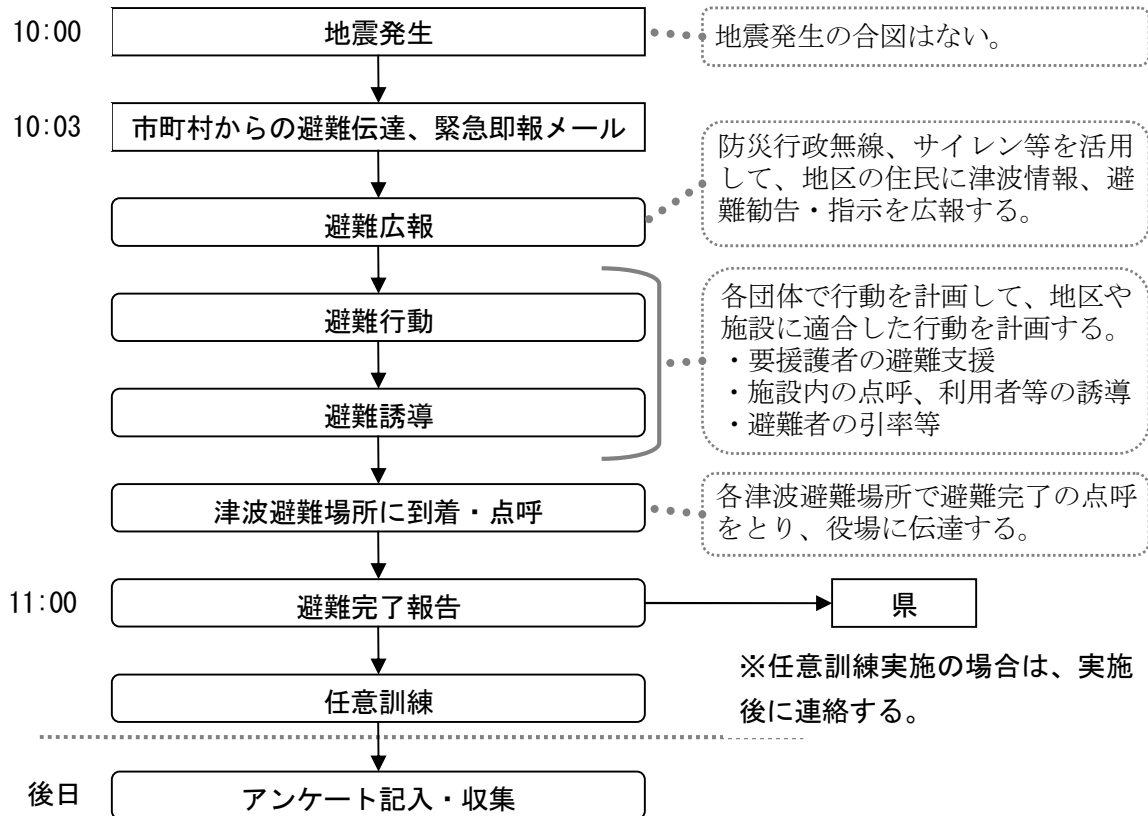 10:00
地震発生
地震発生の合図はない。
10:03
市町村からの避難伝達、緊急即報メール
防災行政無線、サイレン等を活用
して、地区の住民に津波情報、避
難勧告・指示を広報する。
避難広報
避難行動
避難誘導
各団体で行動を計画して、地区や
施設に適合した行動を計画する。
・要援護者の避難支援
・施設内の点呼、利用者等の誘導
・避難者の引率等
津波避難場所に到着・点呼
各津波避難場所で避難完了の点呼
をとり、役場に伝達する。
11:00
避難完了報告
県
※任意訓練実施の場合は、実施
後に連絡する。
任意訓練
後日
アンケート記入・収集